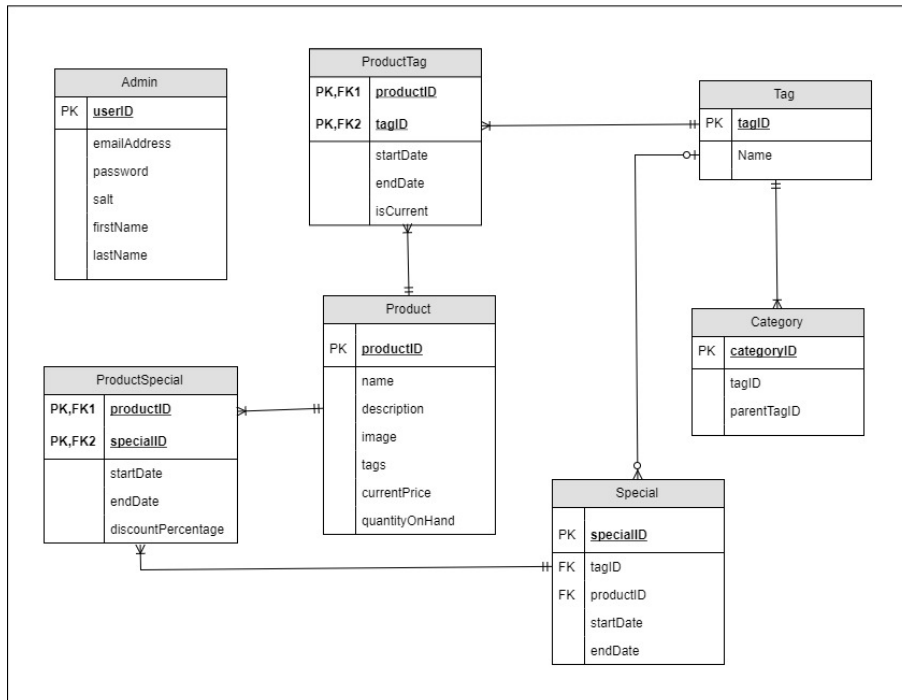 Admin
PK userID
emailAddress
password
salt
firstName
lastName
ProductTag
PK,FK1 productID
PK,FK2 tagID
startDate
endDate
isCurrent
Tag
PK tagID
Name
Product
PK productID
name
description
image
tags
currentPrice
quantityOnHand
Category
PK categoryID
tagID
parentTagID
ProductSpecial
PK,FK1 productID
PK,FK2 specialID
startDate
endDate
discountPercentage
Special
PK specialID
FK tagID
FK productID
startDate
endDate